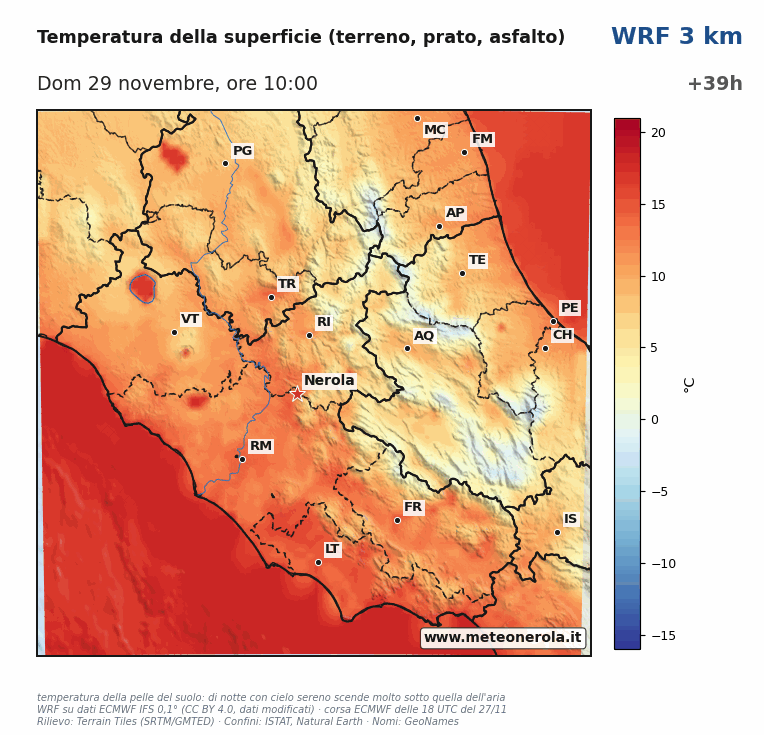 Temperatura della superficie (terreno, prato, asfalto)
WRF 3 km
Dom 29 novembre, ore 10:00
+39h
MC
FM
PG
AP
TE
TR
PE
VT
RI
AQ
CH
Nerola
RM
FR
IS
LT
www.meteonerola.it
20
15
10
5
0
−5
−10
−15
°C
temperatura della pelle del suolo: di notte con cielo sereno scende molto sotto quella dell'aria
WRF su dati ECMWF IFS 0,1° (CC BY 4.0, dati modificati) · corsa ECMWF delle 18 UTC del 27/11
Rilievo: Terrain Tiles (SRTM/GMTED) · Confini: ISTAT, Natural Earth · Nomi: GeoNames